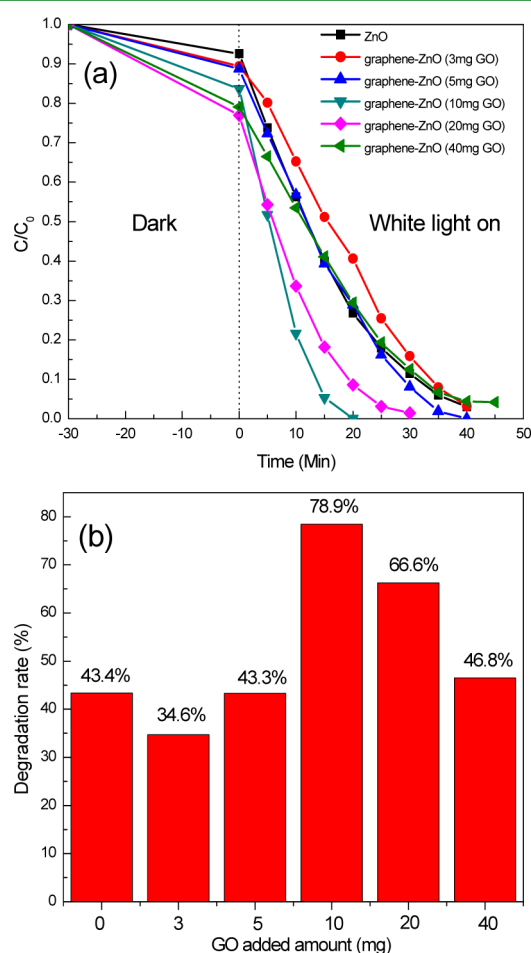 (a)
ZnO
graphene-ZnO (3mg GO)
graphene-ZnO (5mg GO)
graphene-ZnO (10mg GO)
graphene-ZnO (20mg GO)
graphene-ZnO (40mg GO)
Dark
White light on
C/C0
1.0
0.9
0.8
0.7
0.6
0.5
0.4
0.3
0.2
0.1
0.0
-30 -20 -10 0 10 20 30 40 50
Time (Min)
(b)
Degradation rate (%)
80
70
60
50
40
30
20
10
0
43.4%
34.6%
43.3%
78.9%
66.6%
46.8%
0 3 5 10 20 40
GO added amount (mg)